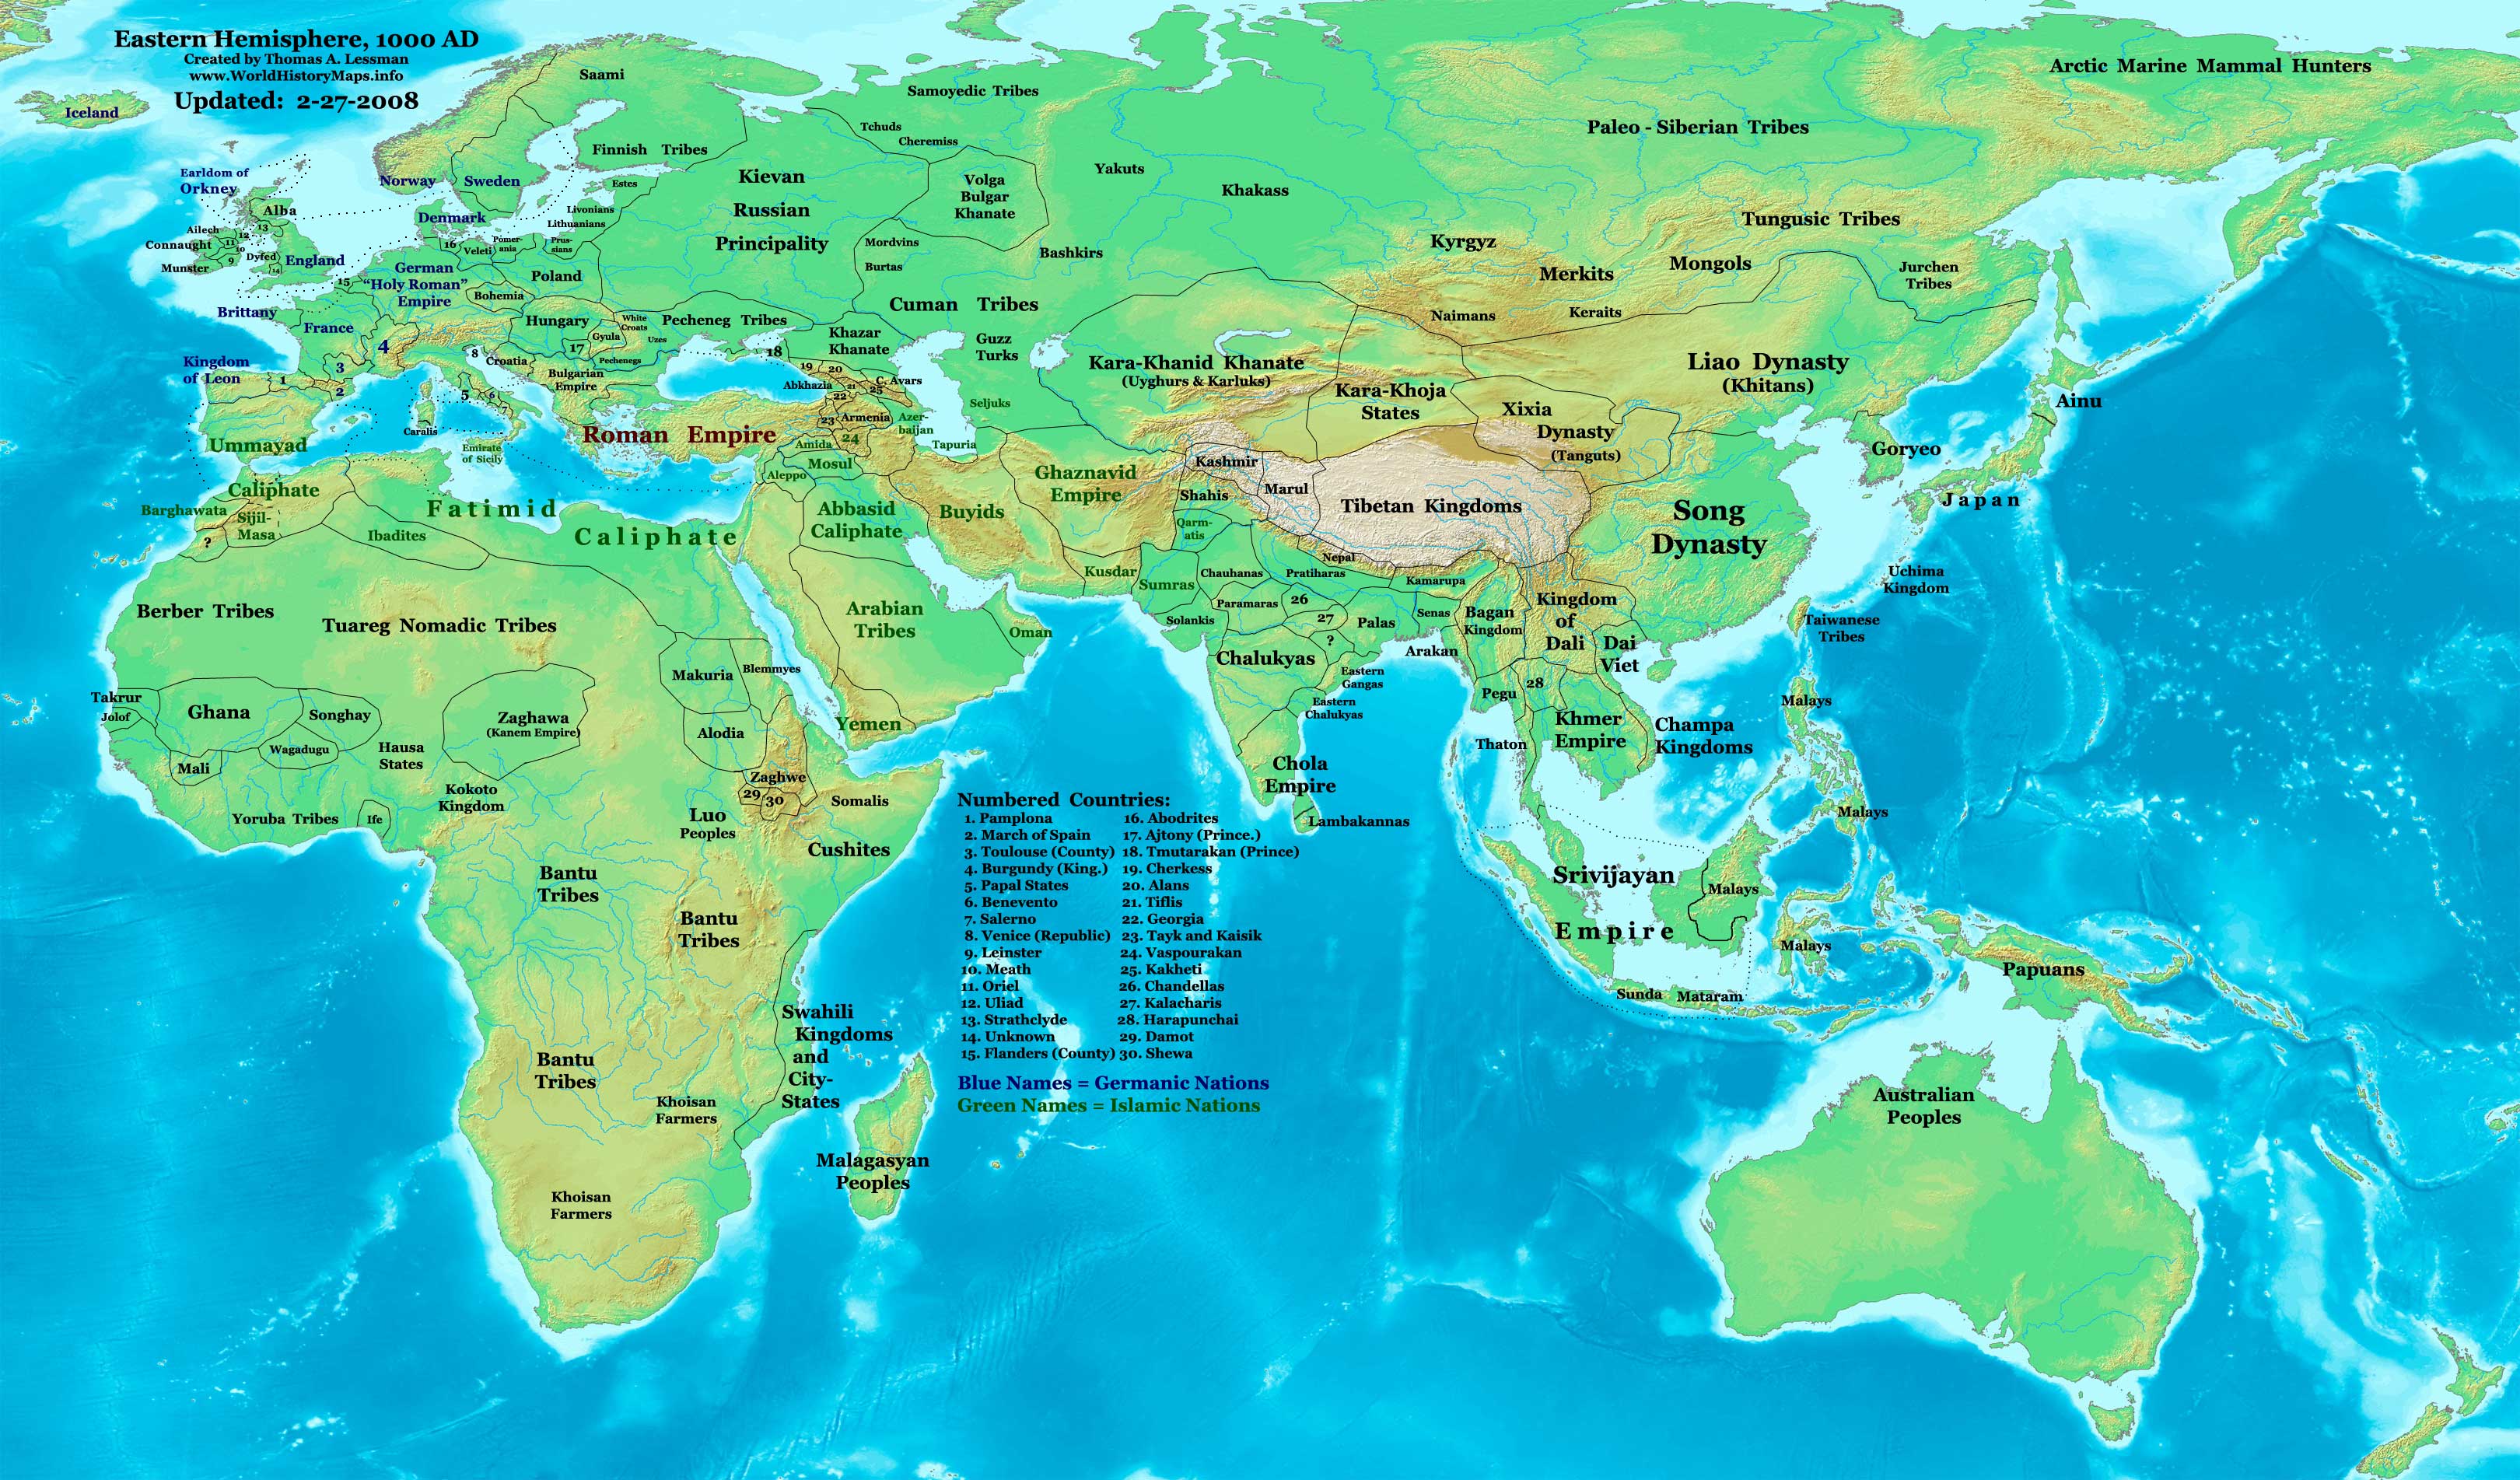 Eastern Hemisphere, 1000 AD
Created by Thomas A. Lessman
www.WorldHistoryMaps.info
Updated: 2-27-2008
Iceland
Saami
Samoyedic Tribes
Arctic Marine Mammal Hunters
Paleo - Siberian Tribes
Tchuds
Cheremiss
Finnish Tribes
Earldom of
Orkney
Norway
Sweden
Estes
Kievan
Russian
Principality
Volga
Bulgar
Khanate
Yakuts
Khakass
Alba
Denmark
Livonians
Lithuanians
Tungusic Tribes
Ailech
Connaught
Munster
12
13
11
10
9
Dyfed
14
England
16
Veleti
Pomer-
ania
Prus-
sians
Mordvins
Burtas
Bashkirs
Kyrgyz
Merkits
Mongols
Jurchen
Tribes
15
German
"Holy Roman"
Empire
Poland
Bohemia
Cuman Tribes
Naimans
Keraits
Brittany
France
4
Hungary
White
Croats
Gyula
Uzes
Pecheneg Tribes
Khazar
Khanate
Guzz
Turks
Kingdom
of Leon
1
3
2
8
Croatia
17
Pechenegs
18
Bulgarian
Empire
19
20
Abkhazia
21
C. Avars
25
22
Kara-Khanid Khanate
(Uyghurs & Karluks)
Kara-Khoja
States
Liao Dynasty
(Khitans)
Xixia
Dynasty
(Tanguts)
Ainu
5
6
7
Caralis
Emirate
of Sicily
Roman Empire
23
Armenia
24
Azer-
baijan
Amida
Seljuks
Tapuria
Ummayad
Caliphate
Mosul
Aleppo
Ghaznavid
Empire
Kashmir
Shahis
Marul
Tibetan Kingdoms
Goryeo
Japan
Barghawata
Sijil-
Masa
?
Fatimid
Caliphate
Ibadites
Abbasid
Caliphate
Buyids
Qarm-
atis
Song
Dynasty
Kusdar
Sumras
Chauhanas
Nepal
Pratiharas
Kamarupa
Uchima
Kingdom
Berber Tribes
Tuareg Nomadic Tribes
Arabian
Tribes
Oman
Paramaras
26
Solankis
27
Palas
Senas
Bagan
Kingdom
Kingdom
of
Dali
Dai
Viet
Taiwanese
Tribes
?
Chalukyas
Arakan
Makuria
Blemmyes
Eastern
Gangas
Eastern
Chalukyas
Pegu
28
Malays
Takrur
Jolof
Ghana
Songhay
Zaghawa
(Kanem Empire)
Alodia
Yemen
Khmer
Empire
Champa
Kingdoms
Thaton
Wagadugu
Mali
Hausa
States
Kokoto
Kingdom
Zaghwe
29
30
Somalis
Chola
Empire
Lambakannas
Malays
Yoruba Tribes
Ife
Luo
Peoples
Cushites
Srivijayan
Empire
Malays
Malays
Bantu
Tribes
Bantu
Tribes
Sunda
Mataram
Papuans
Swahili
Kingdoms
and
City-
States
Bantu
Tribes
Khoisan
Farmers
Malagasyan
Peoples
Khoisan
Farmers
Australian
Peoples
Numbered Countries:
1. Pamplona
2. March of Spain
3. Toulouse (County)
4. Burgundy (King.)
5. Papal States
6. Benevento
7. Salerno
8. Venice (Republic)
9. Leinster
10. Meath
11. Oriel
12. Uliad
13. Strathclyde
14. Unknown
15. Flanders (County)
16. Abodrites
17. Ajtony (Prince.)
18. Tmutarakan (Prince)
19. Cherkess
20. Alans
21. Tiflis
22. Georgia
23. Tayk and Kaisik
24. Vaspourakan
25. Kakheti
26. Chandellas
27. Kalacharis
28. Harapunchai
29. Damot
30. Shewa
Blue Names = Germanic Nations
Green Names = Islamic Nations